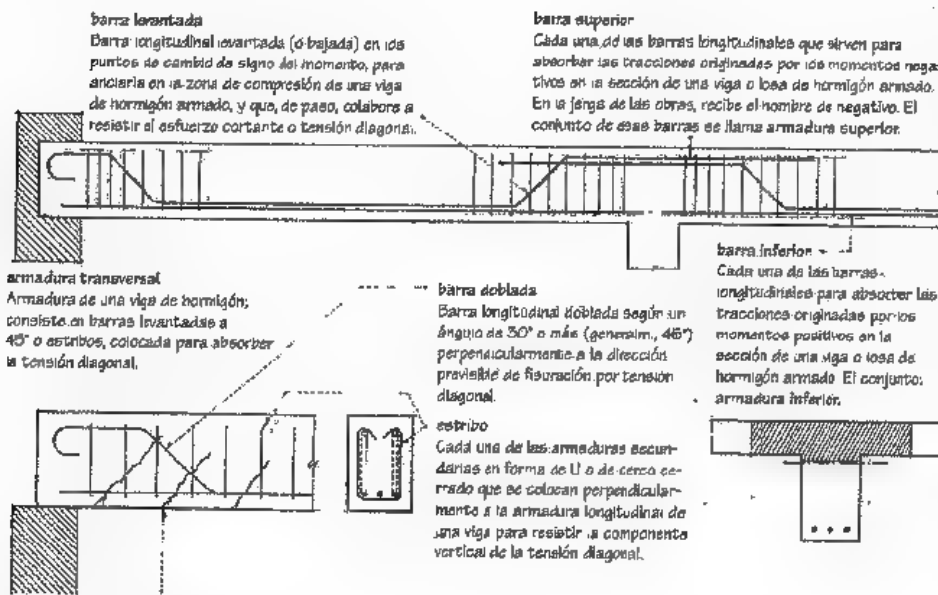 barra levantada
Barra longitudinal levantada (o bajada) en los
puntos de cambio de signo del momento, para
anclarla en la zona de compresión de una viga
de hormigón armado, y que, de paso, colabore a
resistir el esfuerzo cortante o tensión diagonal.
barra superior
Cada una de las barras longitudinales que sirven para
absorber las tracciones originadas por los momentos nega-
tivos en la sección de una viga o losa de hormigón armado.
En la jerga de las obras, recibe el nombre de negativo. El
conjunto de esas barras se llama armadura superior.
armadura transversal
Armadura de una viga de hormigón;
consiste en barras levantadas a
45° o estribos, colocada para absorber
la tensión diagonal.
barra doblada
Barra longitudinal doblada según un
ángulo de 30° o más (generalm., 45°)
perpendicularmente a la dirección
previsible de fisuración por tensión
diagonal.
estribo
Cada una de las armaduras secun-
darias en forma de U o de cerco ce-
rrado que se colocan perpendicular-
mente a la armadura longitudinal de
una viga para resistir la componente
vertical de la tensión diagonal.
barra inferior
Cada una de las barras
longitudinales para absorber las
tracciones originadas por los
momentos positivos en la
sección de una viga o losa de
hormigón armado. El conjunto:
armadura inferior.